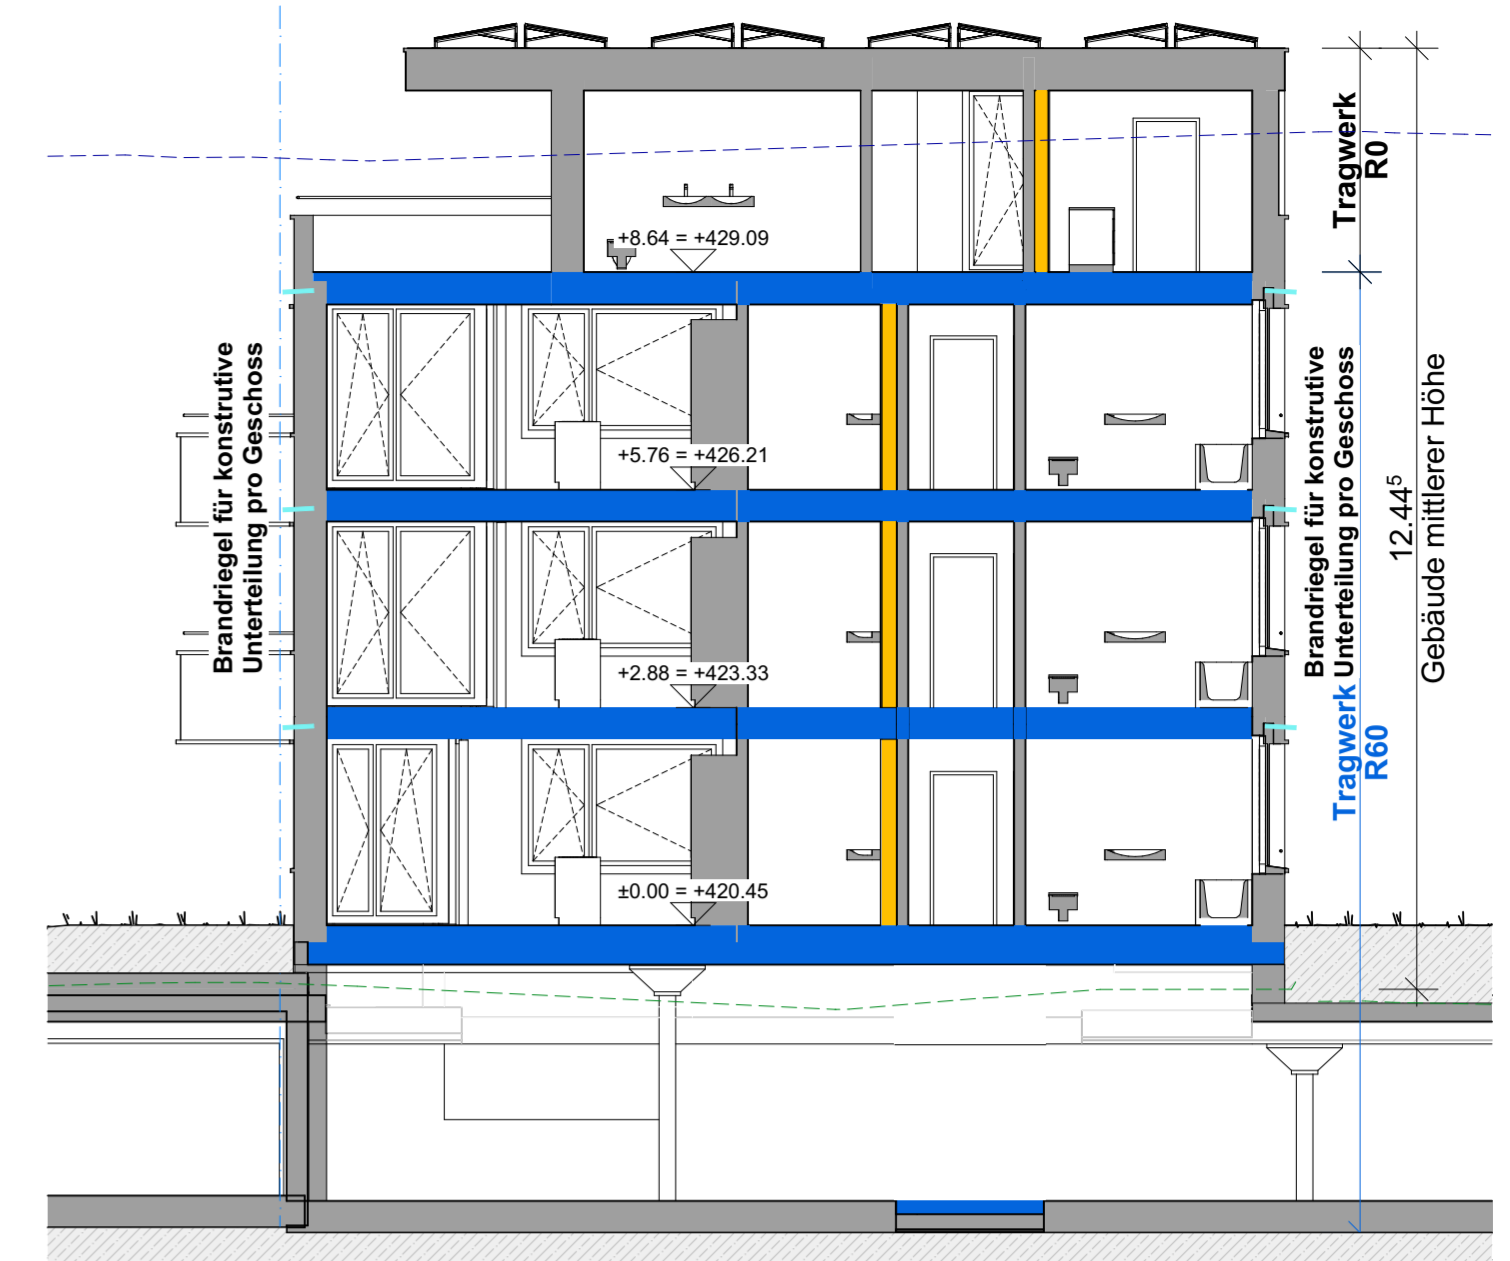 Tragwerk
R0
+8.64 = +429.09
Brandriegel für konstrutive
Unterteilung pro Geschoss
+5.76 = +426.21
Brandriegel für konstrutive
Unterteilung pro Geschoss
12.44⁵
Gebäude mittlerer Höhe
+2.88 = +423.33
Tragwerk
R60
±0.00 = +420.45